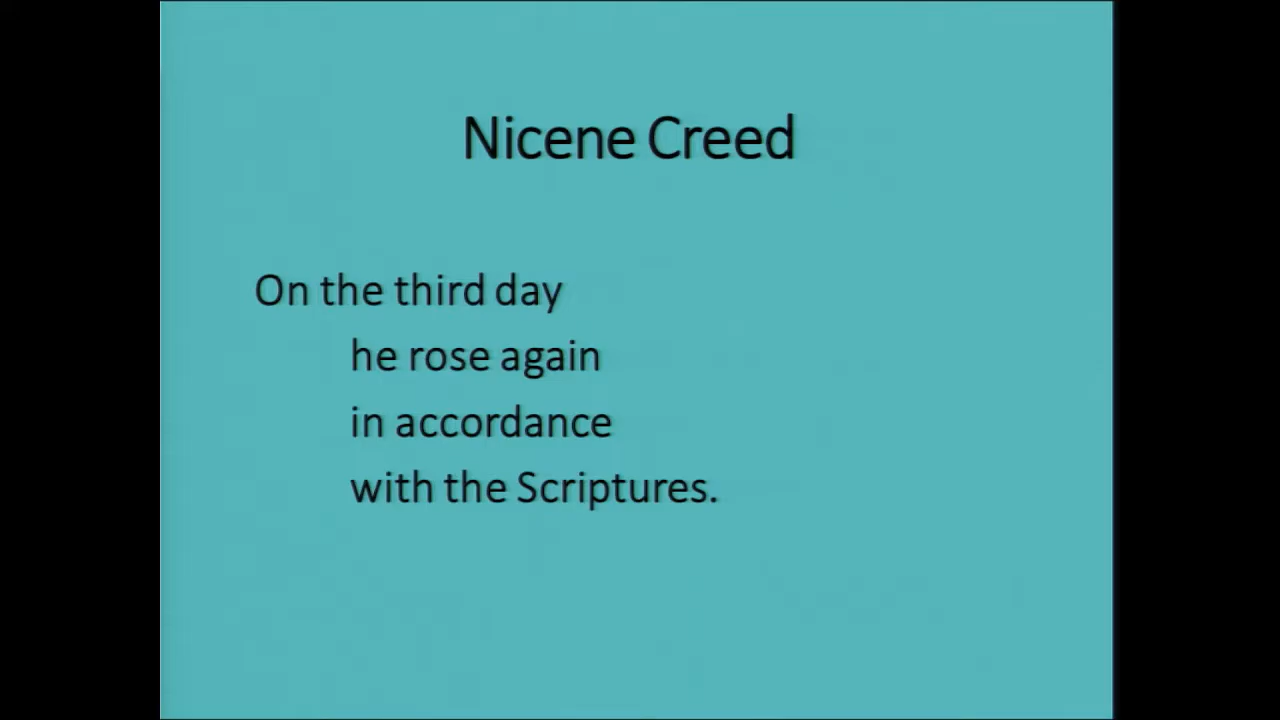 Nicene Creed
On the third day
he rose again
in accordance
with the Scriptures.